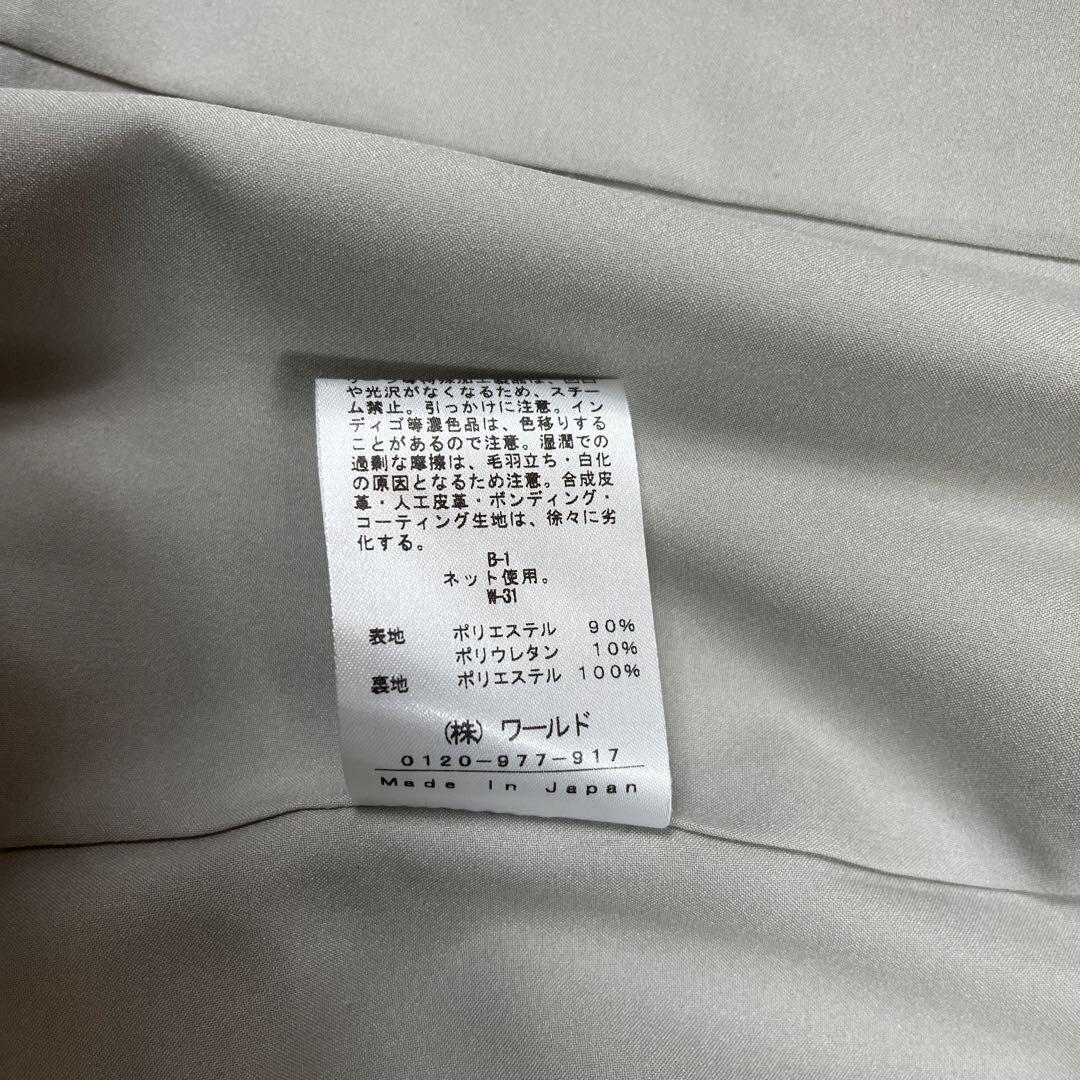 や光沢がなくなるため、スチー
ム禁止。引っかけに注意。イン
ディゴ等濃色品は、色移りする
ことがあるので注意。湿潤での
過剰な摩擦は、毛羽立ち・白化
の原因となるため注意。合成皮
革・人工皮革・ボンディング・
コーティング生地は、徐々に劣
化する。
B-1
ネット使用。
W-31
表地 ポリエステル 90%
ポリウレタン 10%
裏地 ポリエステル 100%
(株) ワールド
0120-977-917
Made In Japan